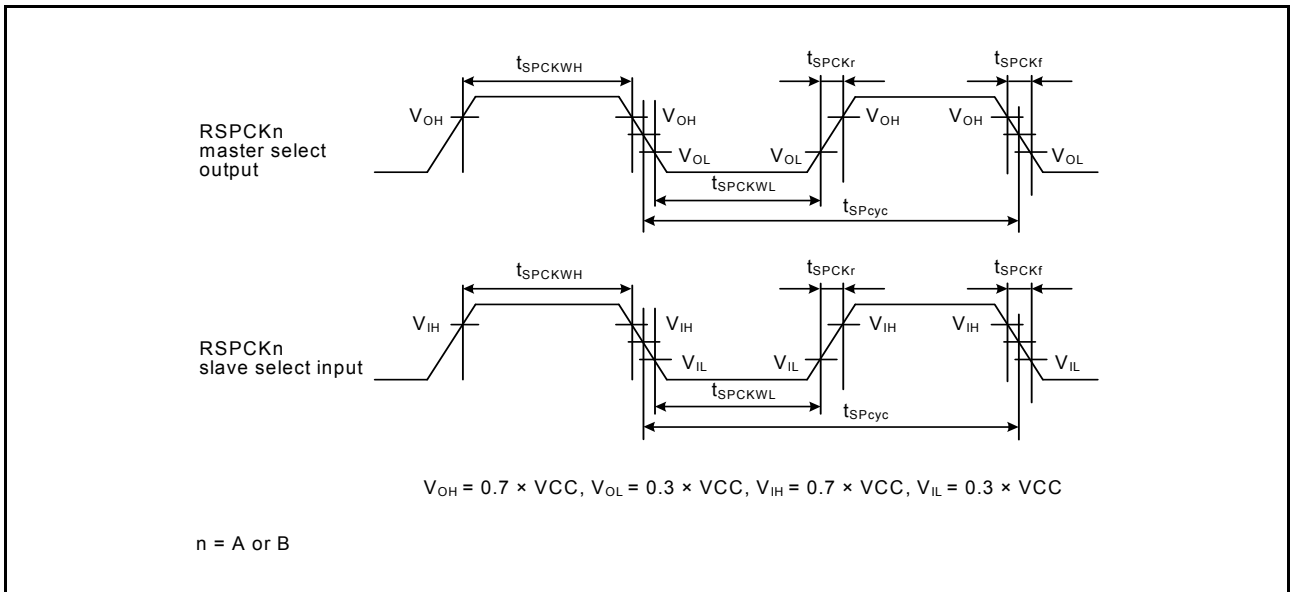 tSPCKWH tSPCKr tSPCKf
VOH VOH VOH VOH
RSPCKn
master select
output
VOL VOL VOL
tSPCKWL
tSPcyc
tSPCKWH tSPCKr tSPCKf
VIH VIH VIH VIH
RSPCKn
slave select input
VIL VIL VIL
tSPCKWL
tSPcyc
VOH = 0.7 × VCC, VOL = 0.3 × VCC, VIH = 0.7 × VCC, VIL = 0.3 × VCC
n = A or B